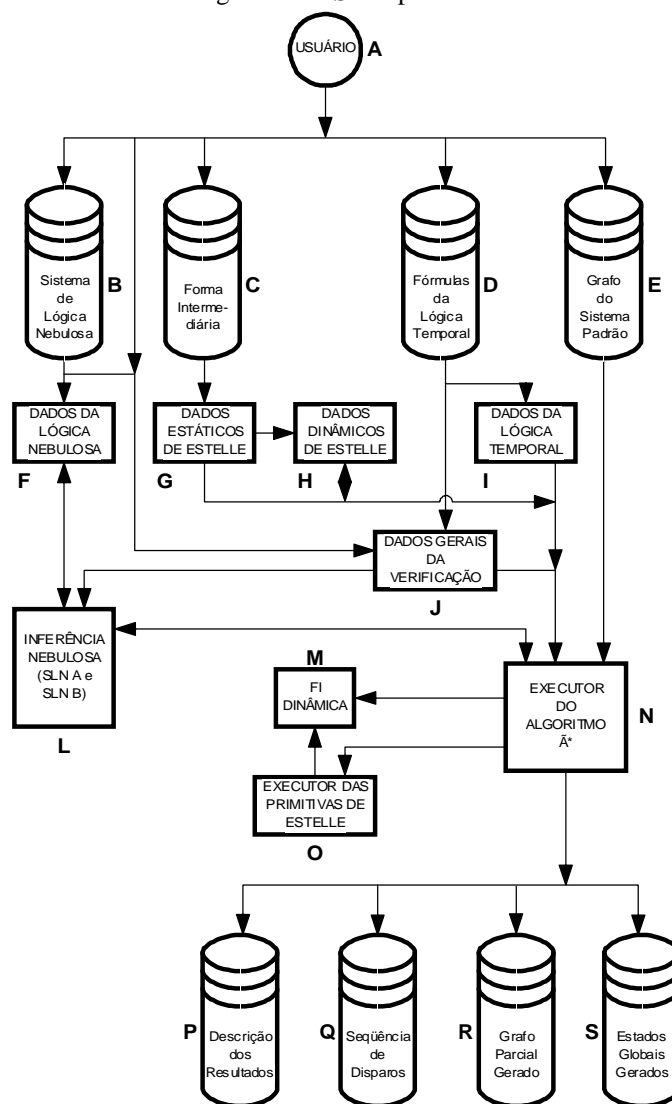 USUÁRIO
A
Sistema
de
Lógica
Nebulosa
B
Forma
Interme-
diária
C
Fórmulas
da
Lógica
Temporal
D
Grafo
do
Sistema
Padrão
E
DADOS DA
LÓGICA
NEBULOSA
F
DADOS
ESTÁTICOS
DE ESTELLE
G
DADOS
DINÂMICOS
DE ESTELLE
H
DADOS DA
LÓGICA
TEMPORAL
I
DADOS GERAIS
DA
VERIFICAÇÃO
J
INFERÊNCIA
NEBULOSA
(SLN A e
SLN B)
L
M
FI
DINÂMICA
EXECUTOR
DO
ALGORITMO
Ã*
N
EXECUTOR DAS
PRIMITIVAS DE
ESTELLE
O
P
Descrição
dos
Resultados
Q
Seqüência
de
Disparos
R
Grafo
Parcial
Gerado
S
Estados
Globais
Gerados